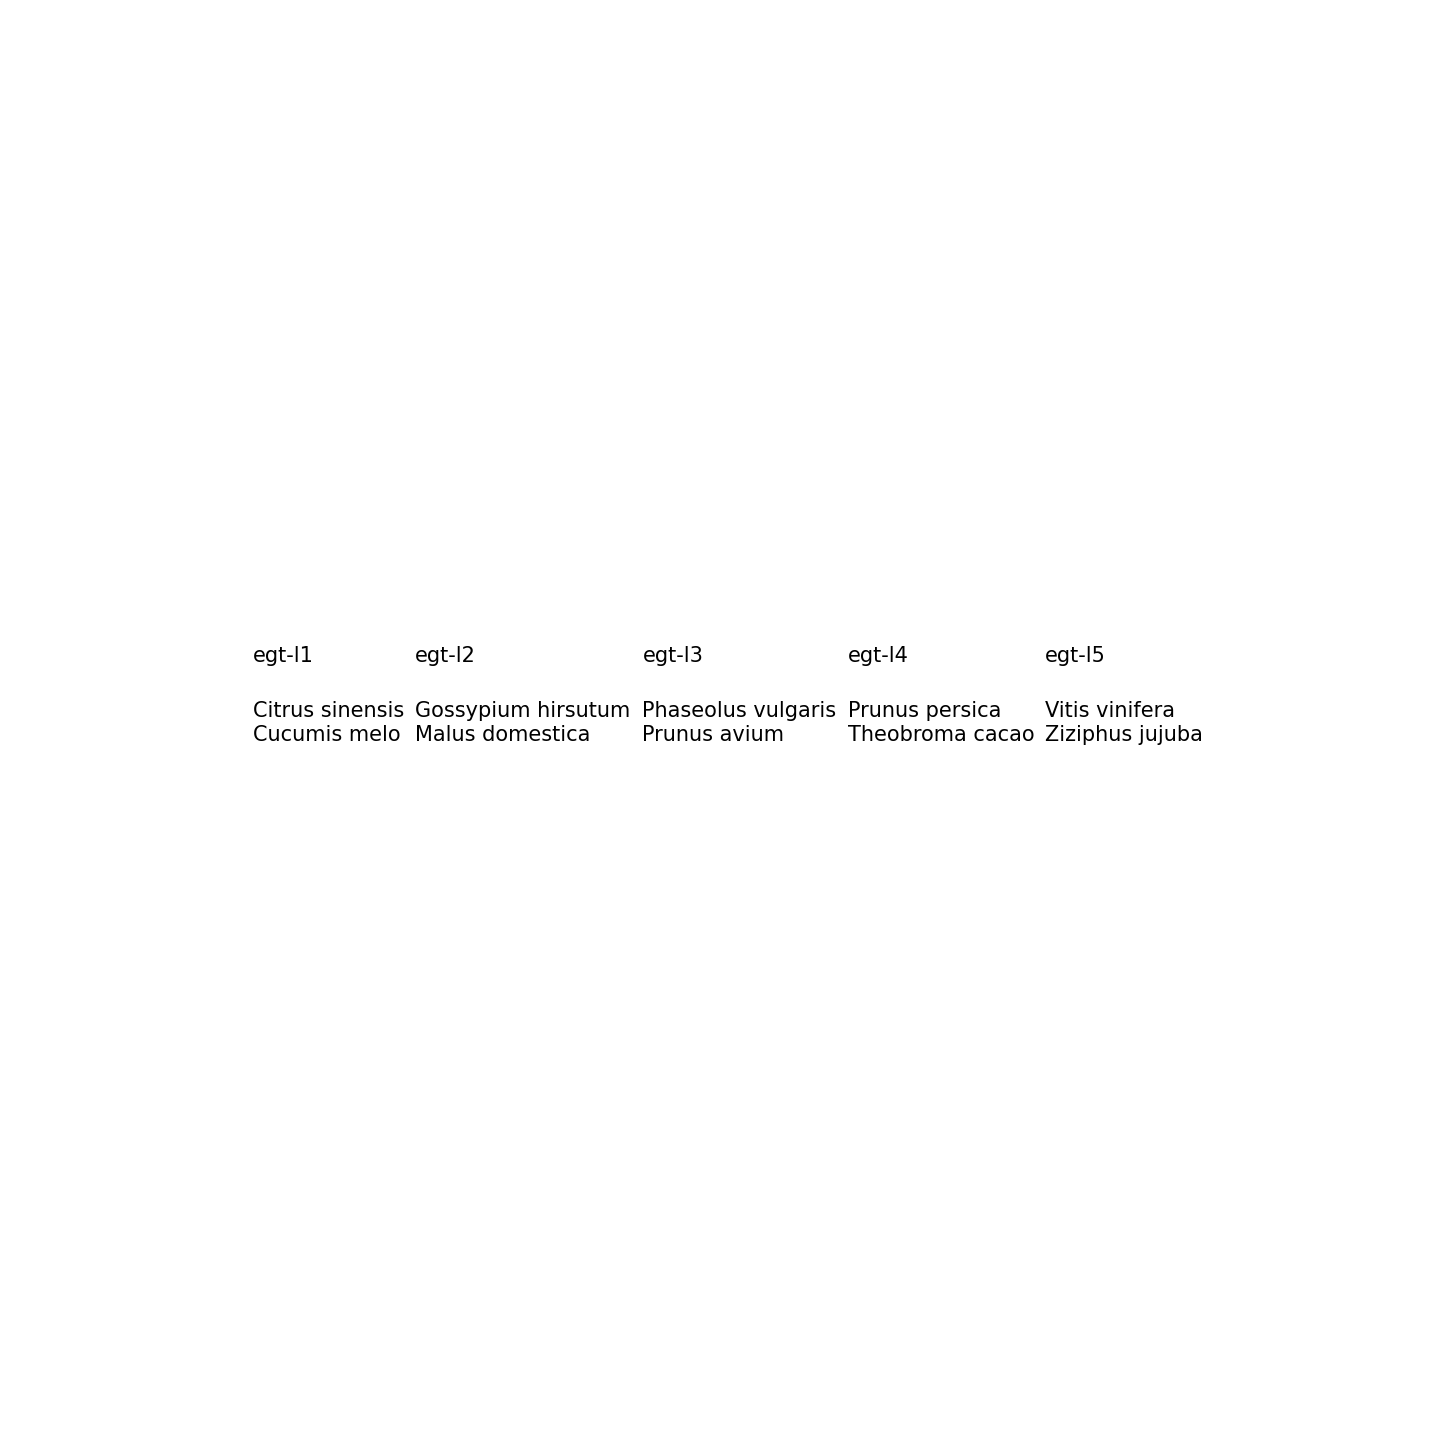 egt-l1 egt-l2 egt-l3 egt-l4 egt-l5
Citrus sinensis Gossypium hirsutum Phaseolus vulgaris Prunus persica Vitis vinifera
Cucumis melo Malus domestica Prunus avium Theobroma cacao Ziziphus jujuba